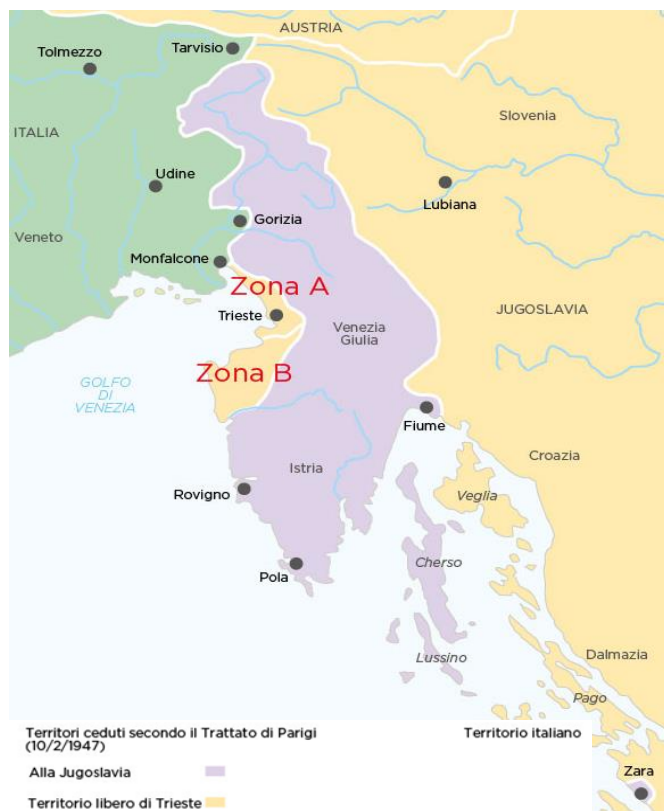 AUSTRIA
Tolmezzo
Tarvisio
Slovenia
ITALIA
Udine
Lubiana
Gorizia
Veneto
Monfalcone
Zona A
Trieste
Venezia
Giulia
JUGOSLAVIA
Zona B
GOLFO
DI
VENEZIA
Fiume
Croazia
Istria
Rovigno
Veglia
Cherso
Pola
Lussino
Dalmazia
Pago
Territori ceduti secondo il Trattato di Parigi
(10/2/1947)
Territorio italiano
Alla Jugoslavia
Zara
Territorio libero di Trieste